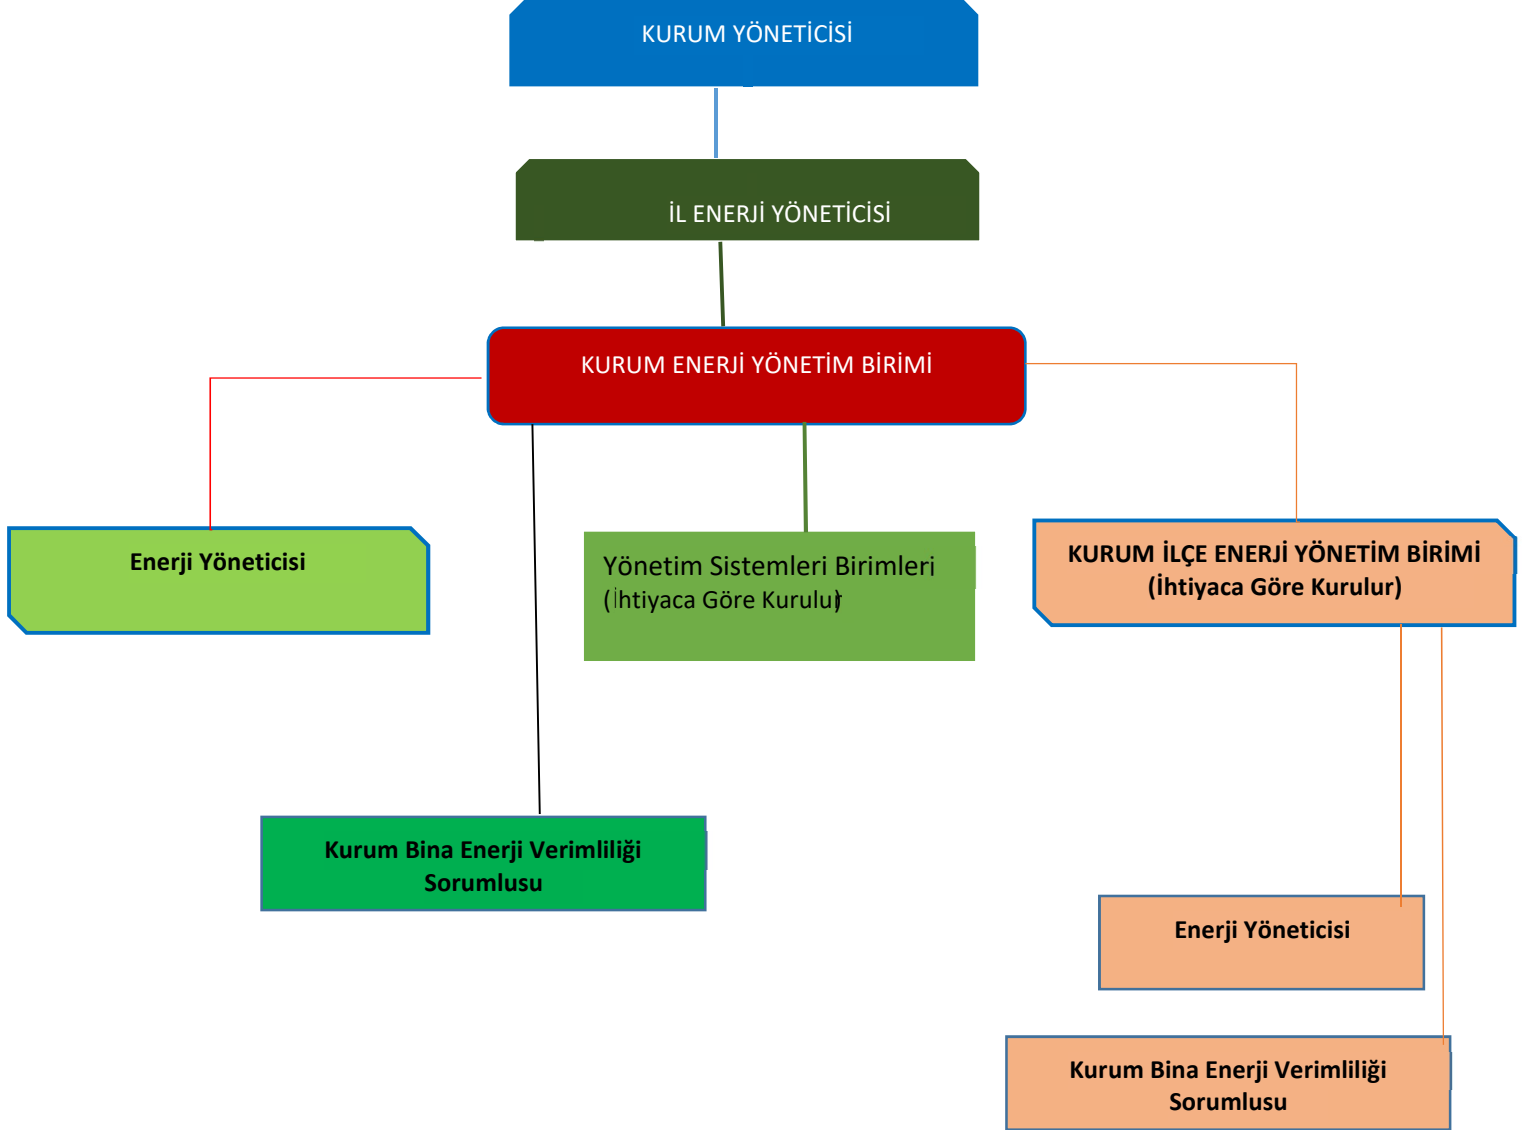 KURUM YÖNETİCİSİ
İL ENERJİ YÖNETİCİSİ
KURUM ENERJİ YÖNETİM BİRİMİ
Enerji Yöneticisi
Yönetim Sistemleri Birimleri
(İhtiyaca Göre Kurulur)
KURUM İLÇE ENERJİ YÖNETİM BİRİMİ
(İhtiyaca Göre Kurulur)
Kurum Bina Enerji Verimliliği
Sorumlusu
Enerji Yöneticisi
Kurum Bina Enerji Verimliliği
Sorumlusu